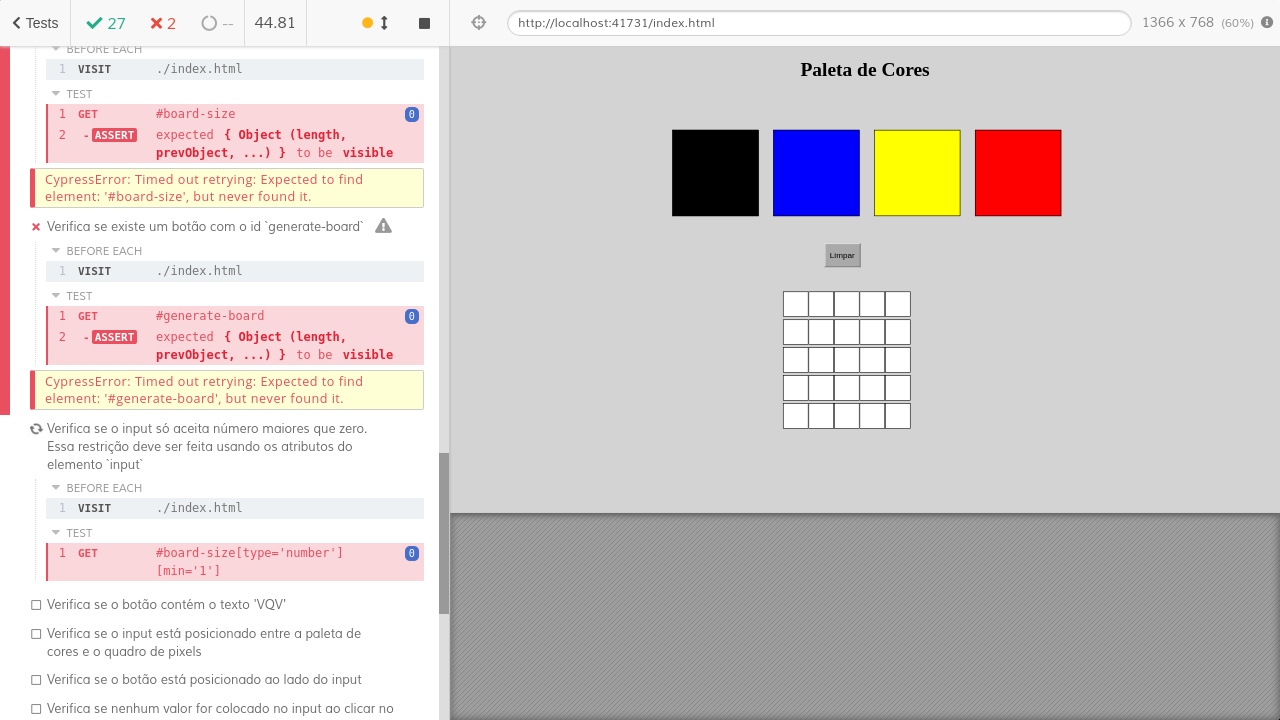 Tests
27
2
--
44.81
http://localhost:41731/index.html
1366 x 768 (60%)
BEFORE EACH
1 VISIT ./index.html
TEST
1 GET #board-size 0
2 -ASSERT expected { Object (length,
prevObject, ...) } to be visible
CypressError: Timed out retrying: Expected to find
element: '#board-size', but never found it.
Verifica se existe um botão com o id `generate-board`
BEFORE EACH
1 VISIT ./index.html
TEST
1 GET #generate-board 0
2 -ASSERT expected { Object (length,
prevObject, ...) } to be visible
CypressError: Timed out retrying: Expected to find
element: '#generate-board', but never found it.
Verifica se o input só aceita número maiores que zero.
Essa restrição deve ser feita usando os atributos do
elemento `input`
BEFORE EACH
1 VISIT ./index.html
TEST
1 GET #board-size[type='number'] 0
[min='1']
Verifica se o botão contém o texto 'VQV'
Verifica se o input está posicionado entre a paleta de
cores e o quadro de pixels
Verifica se o botão está posicionado ao lado do input
Verifica se nenhum valor for colocado no input ao clicar no
Paleta de Cores
Limpar